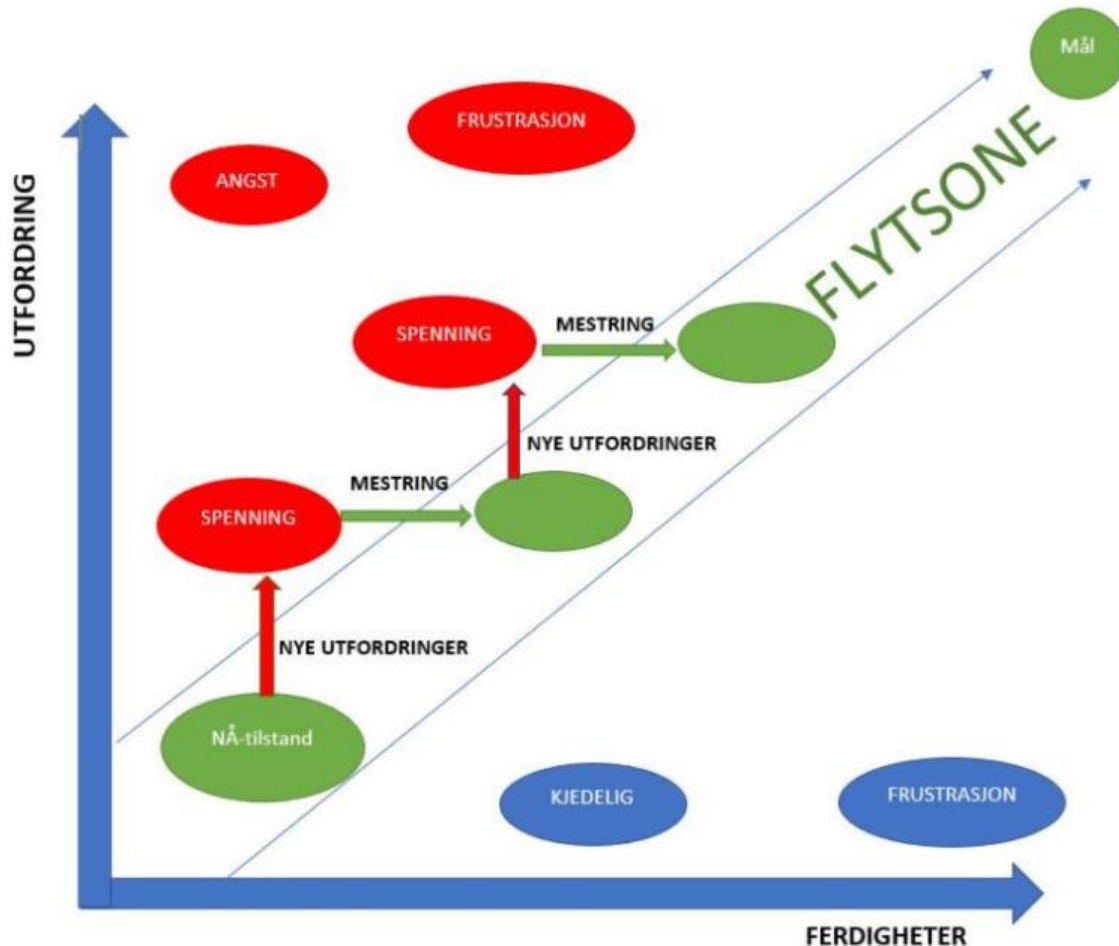 Mål
FRUSTRASJON
ANGST
UTFORDRING
FLYTSONE
SPENNING
MESTRING
NYE UTFORDRINGER
SPENNING
MESTRING
NYE UTFORDRINGER
NÅ-tilstand
KJEDELIG
FRUSTRASJON
FERDIGHETER